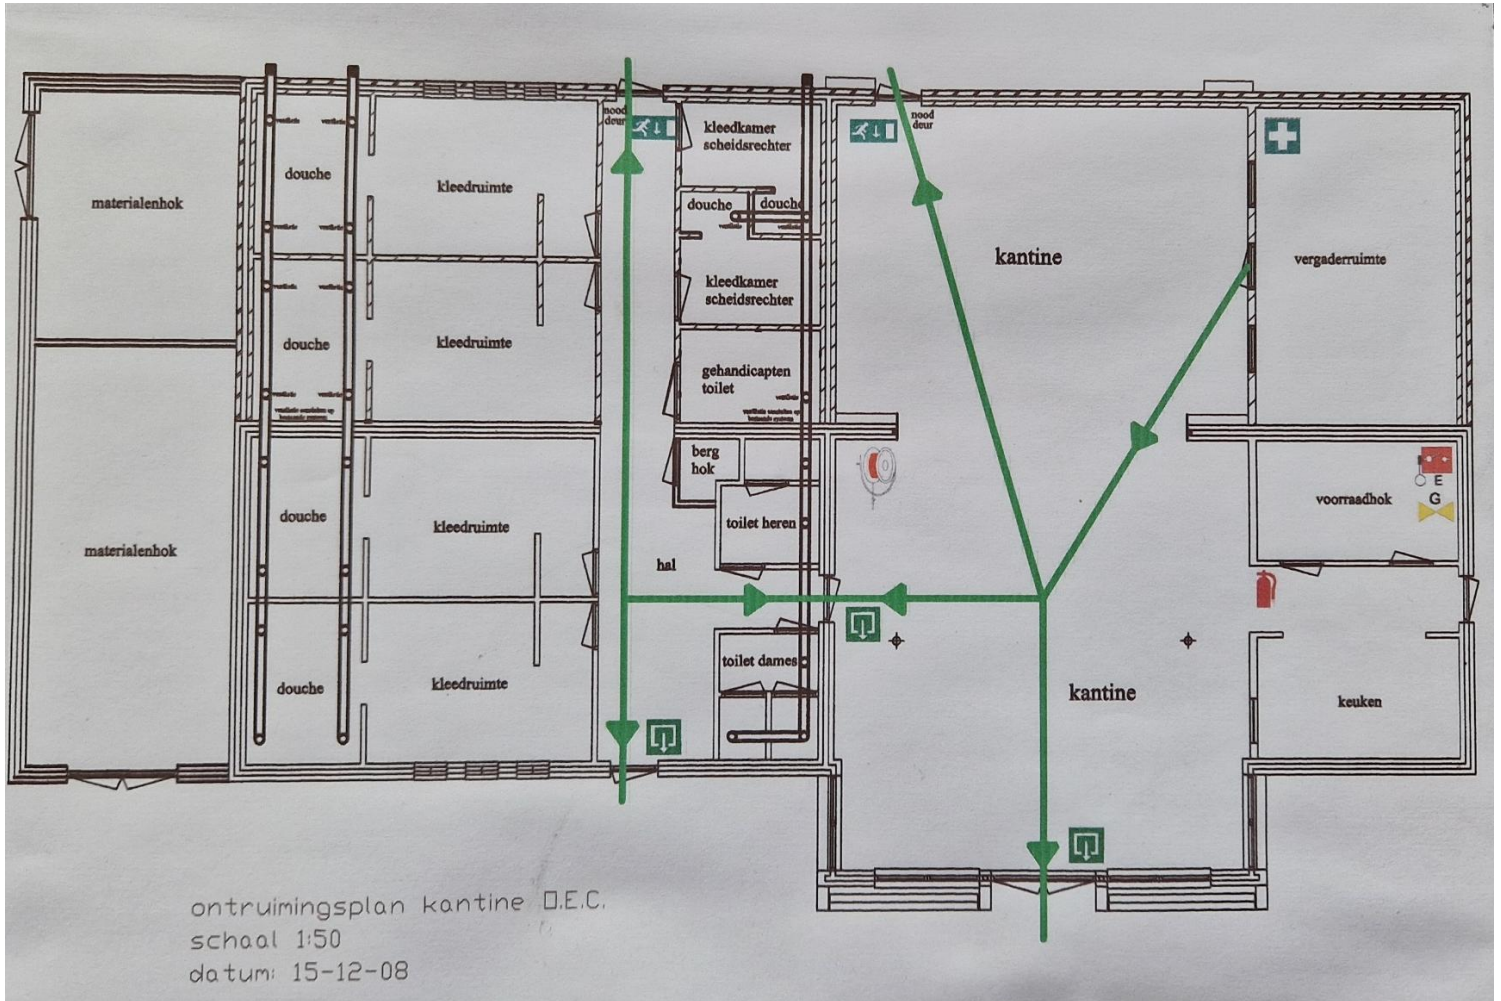 nood
deur
nood
deur
kleedkamer
scheidsrechter
douche
kleedruimte
materialenhok
douche
douche
kantine
vergaderruimte
kleedkamer
scheidsrechter
douche
kleedruimte
gehandicapten
toilet
berg
hok
E
G
voorraadhok
douche
kleedruimte
toilet heren
materialenhok
hal
toilet dames
douche
kleedruimte
kantine
keuken
ontruimingsplan kantine O.E.C.
schaal 1:50
datum: 15-12-08